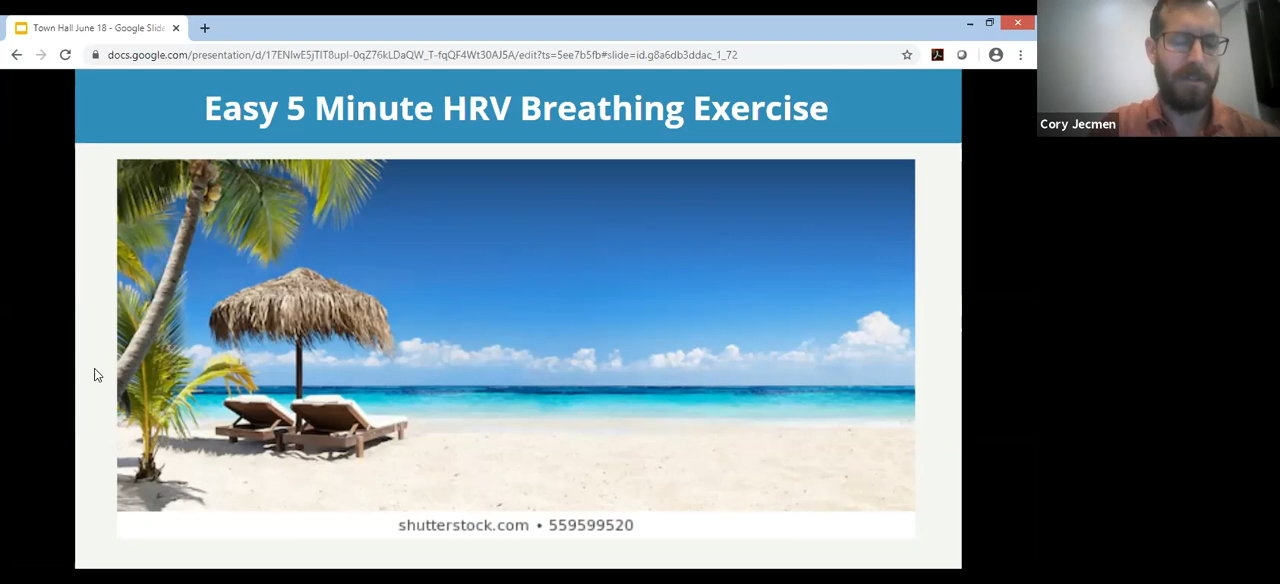 Town Hall June 18 - Google Slide
docs.google.com/presentation/d/17ENIwE5jTlT8upI-0qZ76kLDaQW_T-fqQF4Wt30AJ5A/edit?ts=5ee7b5fb#slide=id.g8a6db3ddac_1_72
Easy 5 Minute HRV Breathing Exercise
Cory Jecmen
shutterstock.com • 559599520